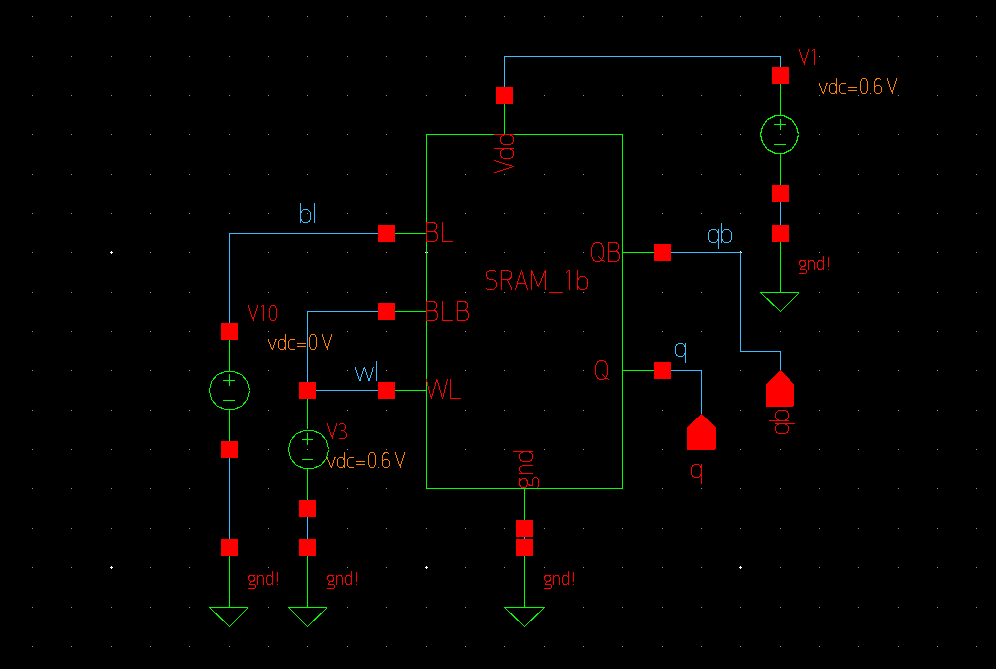 V1
vdc=0.6 V
Vdd
bl
BL
qb
QB
gnd!
SRAM_1b
V10
BLB
vdc=0 V
q
wl
WL
Q
V3
qb
vdc=0.6 V
gnd
q
gnd!
gnd!
gnd!